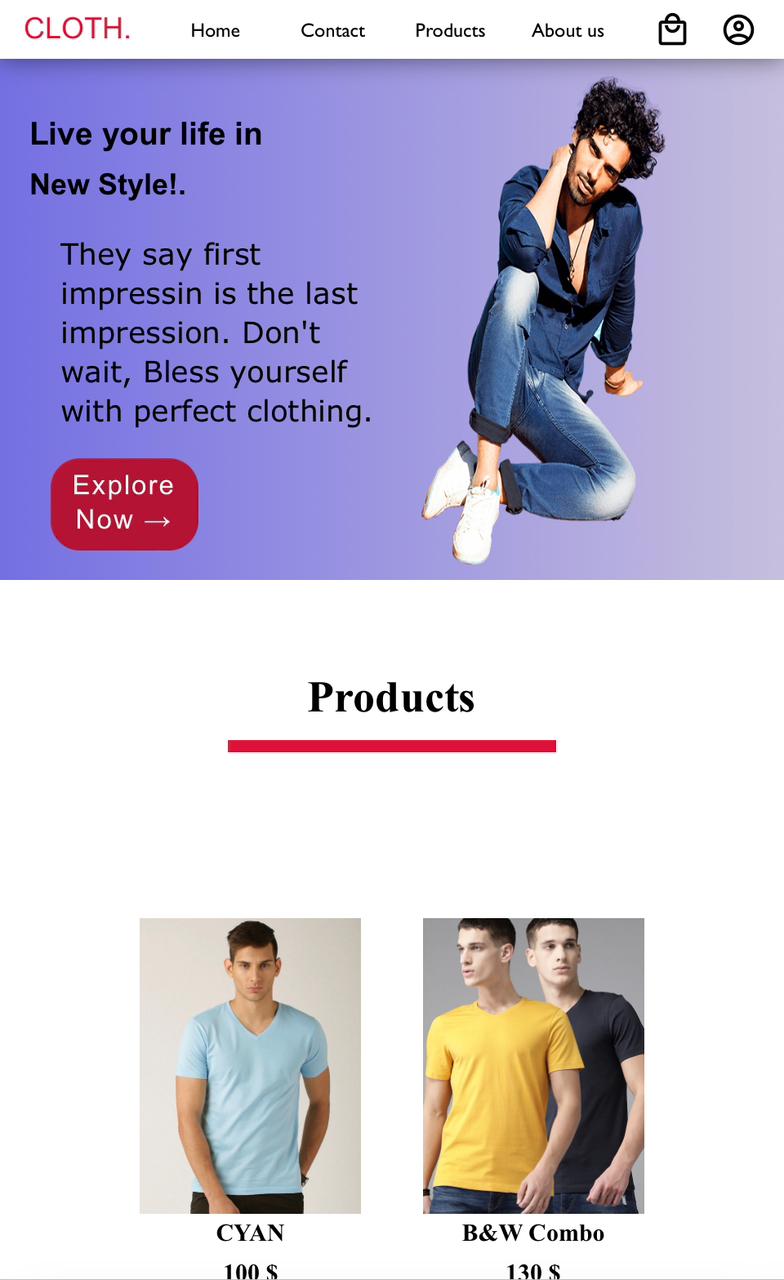 CLOTH.
Home Contact Products About us
Live your life in
New Style!.
They say first
impressin is the last
impression. Don't
wait, Bless yourself
with perfect clothing.
Explore
Now →
Products
CYAN
B&W Combo
100 $
130 $